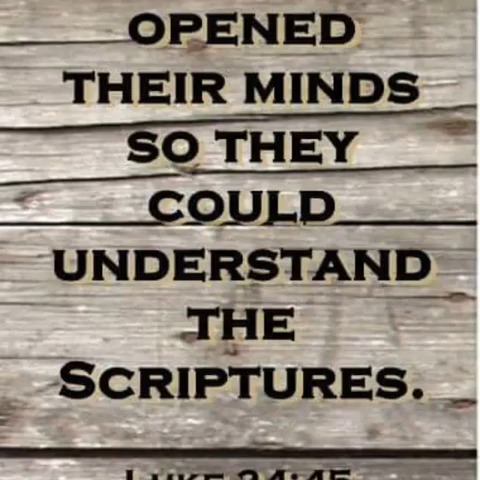 OPENED
THEIR MINDS
SO THEY
COULD
UNDERSTAND
THE
SCRIPTURES.
LUKE 24:45